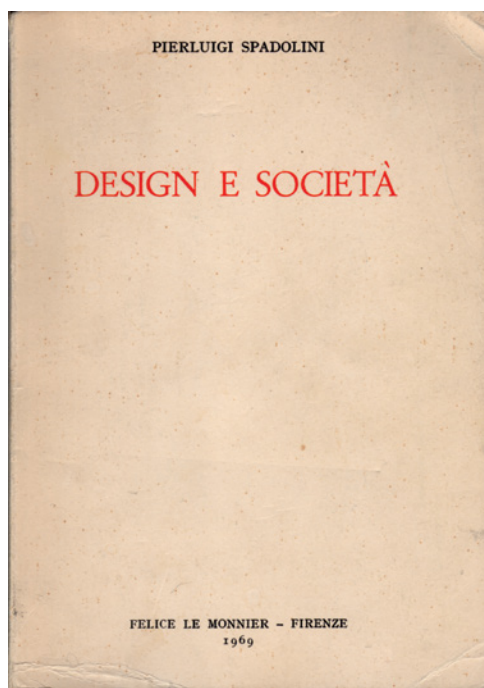 PIERLUIGI SPADOLINI
DESIGN E SOCIETÀ
FELICE LE MONNIER – FIRENZE
1969